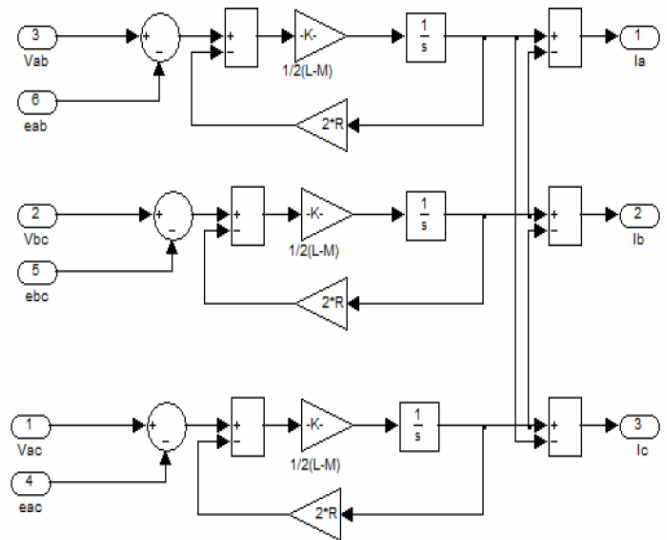 3
Vab
6
eab
+
−
+
−
-K-
1/2(L-M)
1
s
2*R
+
−
1
Ia
2
Vbc
5
ebc
+
−
+
−
-K-
1/2(L-M)
1
s
2*R
+
−
2
Ib
1
Vac
4
eac
+
−
+
−
-K-
1/2(L-M)
1
s
2*R
+
−
3
Ic